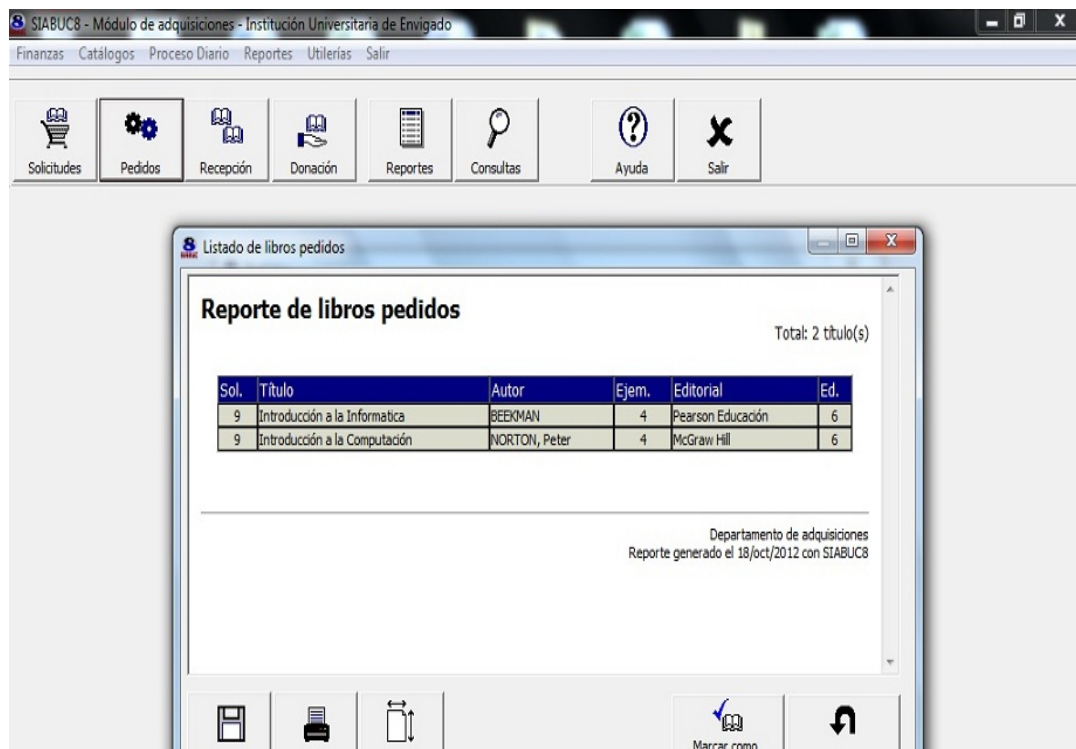 SIABUC8 - Módulo de adquisiciones - Institución Universitaria de Envigado
Finanzas Catálogos Proceso Diario Reportes Utilerías Salir
Solicitudes Pedidos Recepción Donación Reportes Consultas Ayuda Salir
8 Listado de libros pedidos
Reporte de libros pedidos
Total: 2 título(s)
Sol. Título Autor Ejem. Editorial Ed.
9 Introducción a la Informatica BEEKMAN 4 Pearson Educación 6
9 Introducción a la Computación NORTON, Peter 4 McGraw Hill 6
Departamento de adquisiciones
Reporte generado el 18/oct/2012 con SIABUC8
Marcar como